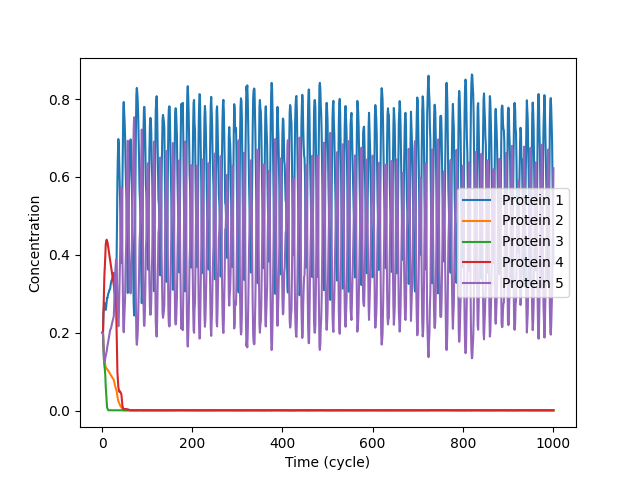 0.8
0.6
0.4
0.2
0.0
Concentration
Protein 1
Protein 2
Protein 3
Protein 4
Protein 5
0
200
400
600
800
1000
Time (cycle)